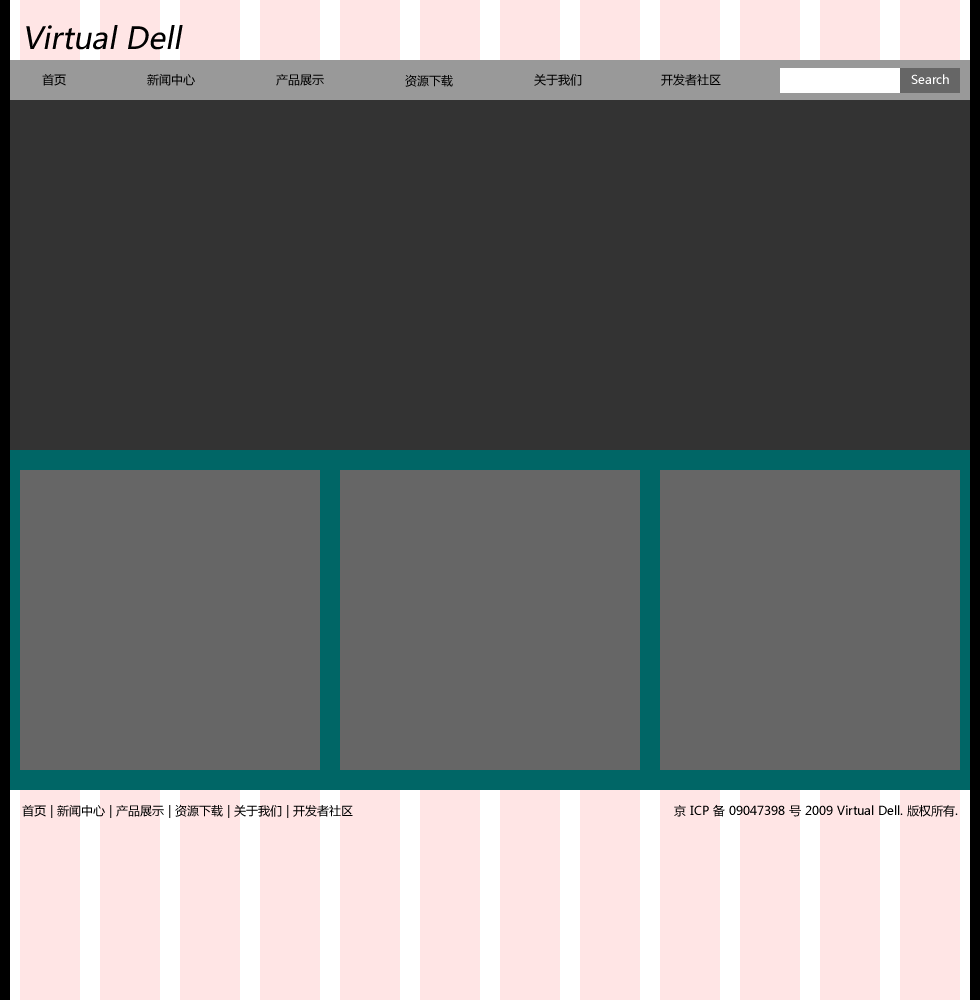 Virtual Dell
首页 新闻中心 产品展示 资源下载 关于我们 开发者社区 Search
首页 | 新闻中心 | 产品展示 | 资源下载 | 关于我们 | 开发者社区 京 ICP 备 09047398 号 2009 Virtual Dell. 版权所有.